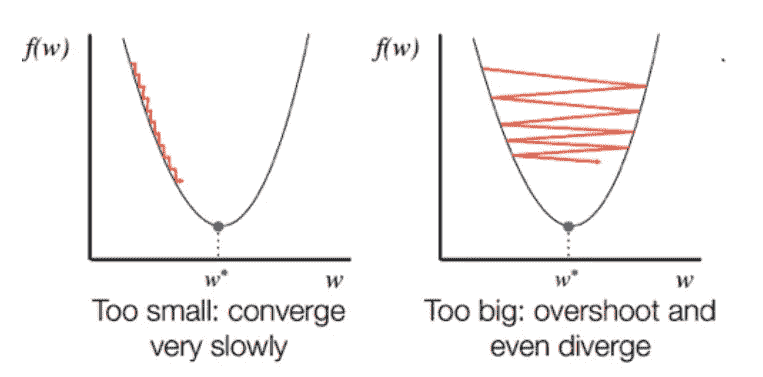 f(w)
w*
w
Too small: converge
very slowly
f(w)
w*
w
Too big: overshoot and
even diverge